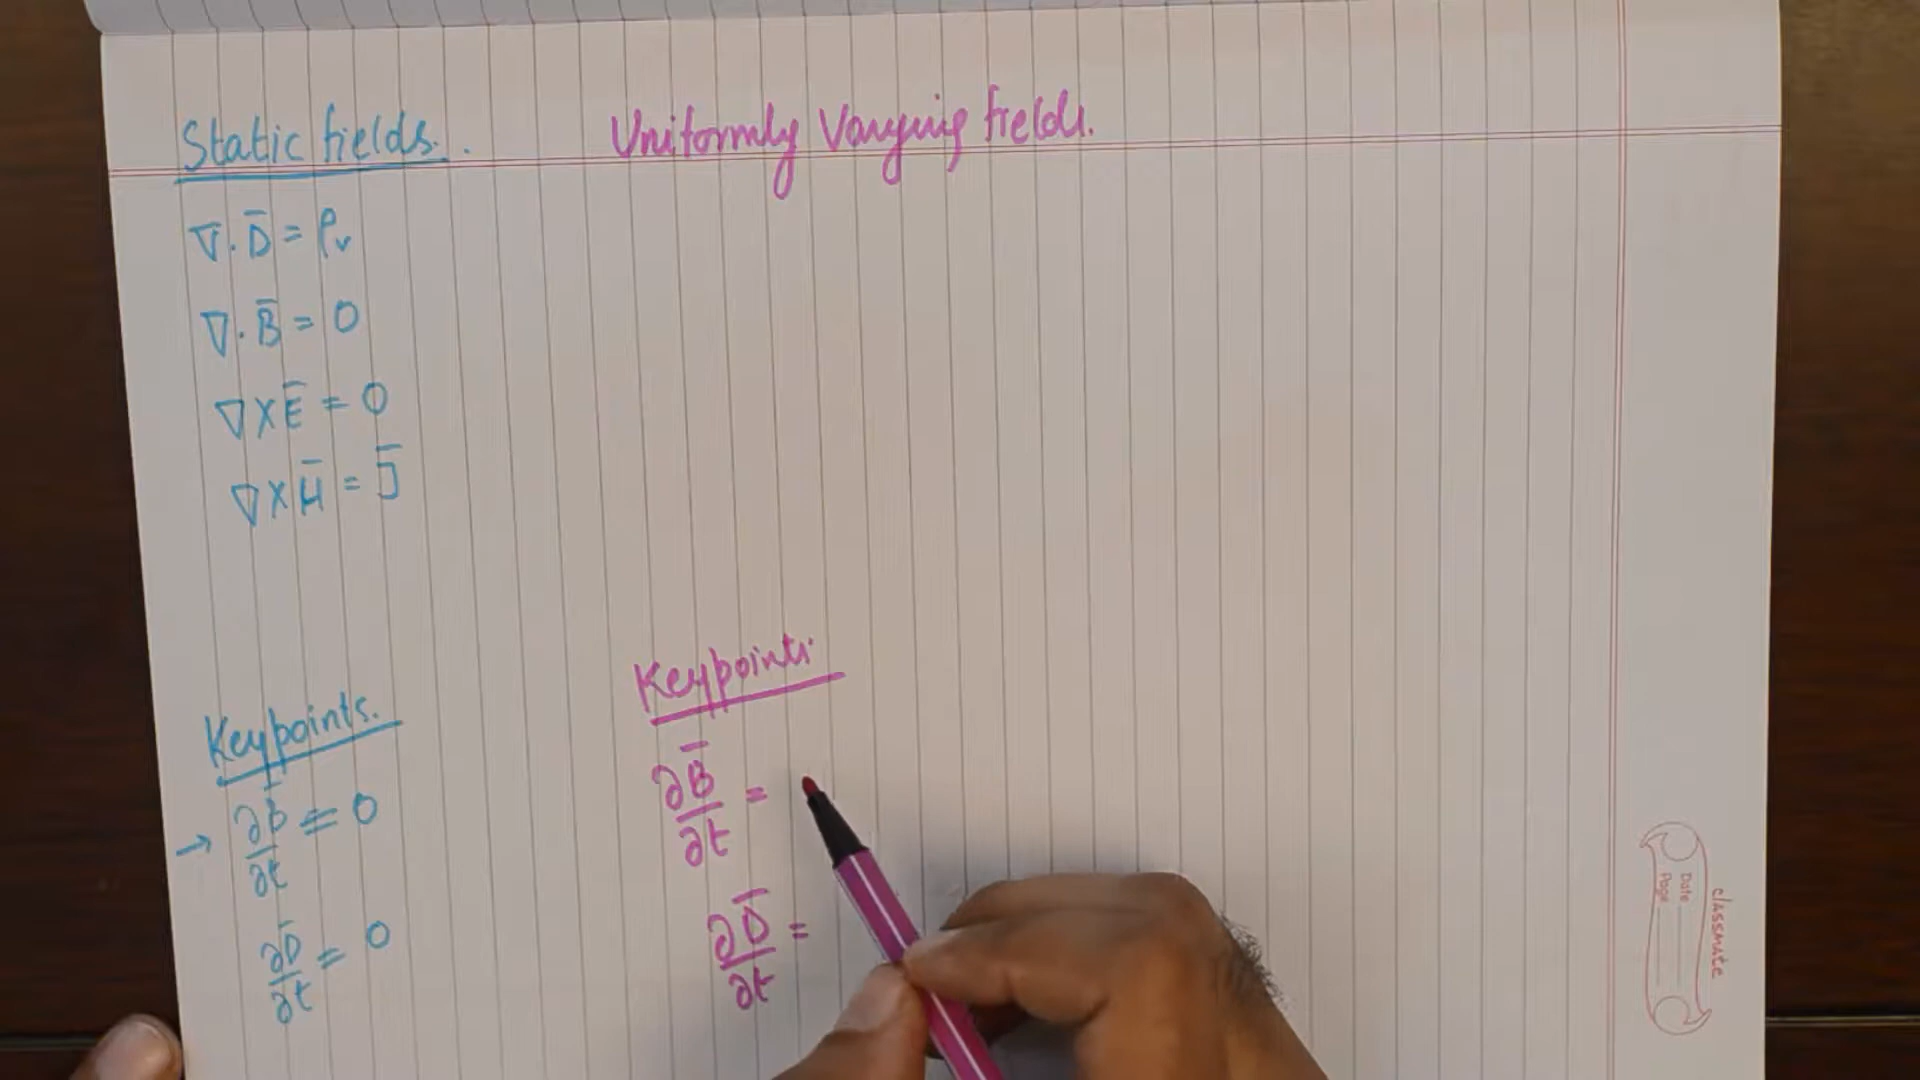 Static fields.
∇.D̅ = ρv
∇.B̅ = 0
∇×E̅ = 0
∇×H̅ = J̅
Keypoints.
→ ∂B̅/∂t = 0
∂D̅/∂t = 0
Uniformly Varying fields.
Keypoints.
∂B̅/∂t =
∂D̅/∂t =
classmate
Date
Page